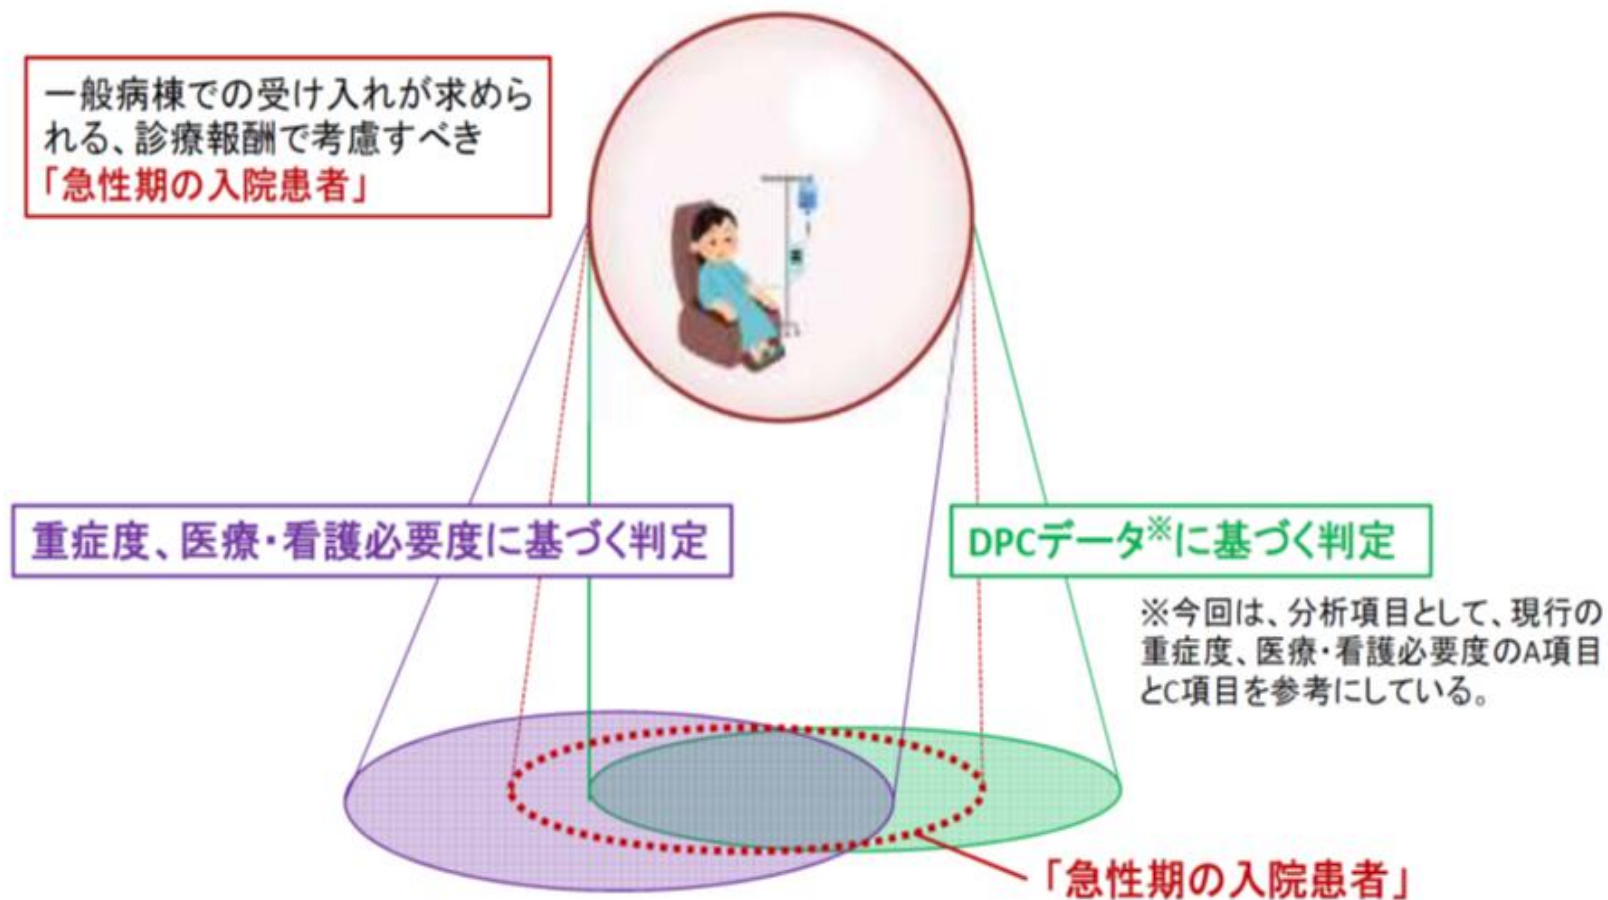 一般病棟での受け入れが求めら
れる、診療報酬で考慮すべき
「急性期の入院患者」
重症度、医療・看護必要度に基づく判定
DPCデータ※に基づく判定
※今回は、分析項目として、現行の
重症度、医療・看護必要度のA項目
とC項目を参考にしている。
「急性期の入院患者」